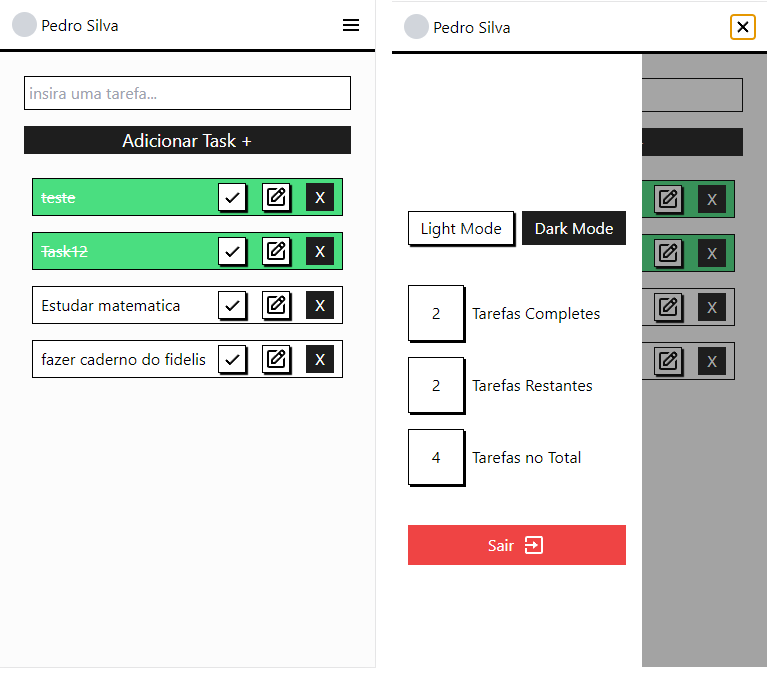 Pedro Silva
insira uma tarefa...
Adicionar Task +
teste X
Task12 X
Estudar matematica X
fazer caderno do fidelis X
Pedro Silva
Light Mode Dark Mode
2 Tarefas Completes
2 Tarefas Restantes
4 Tarefas no Total
Sair
X
X
X
X